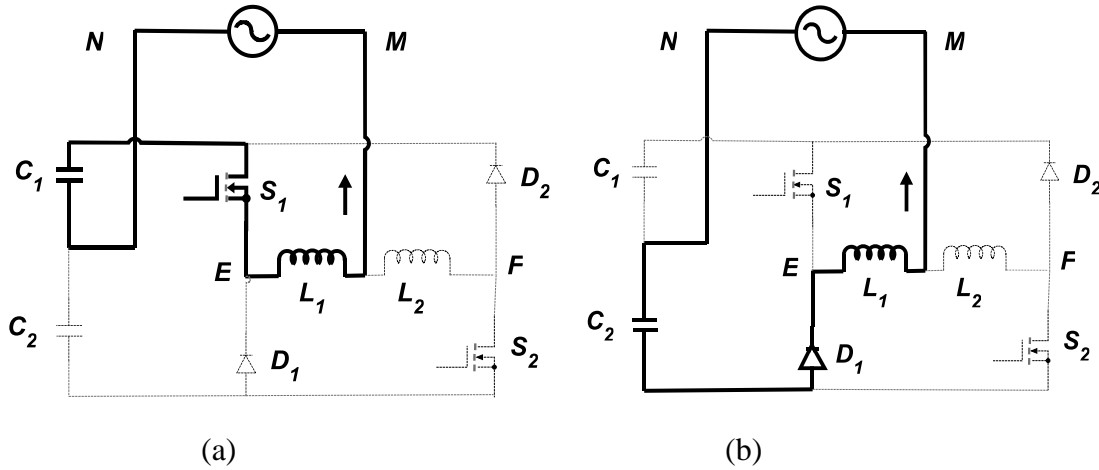 N M
C₁ S₁ D₂
E F
L₁ L₂
C₂ D₁ S₂
(a)
N M
C₁ S₁ D₂
E F
L₁ L₂
C₂ D₁ S₂
(b)